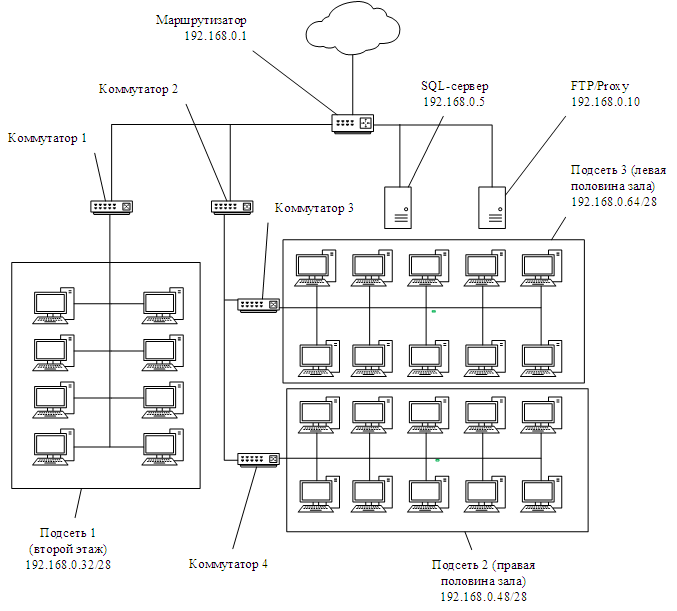 Маршрутизатор
192.168.0.1
SQL-сервер
192.168.0.5
FTP/Proxy
192.168.0.10
Коммутатор 2
Коммутатор 1
Подсеть 3 (левая
половина зала)
192.168.0.64/28
Коммутатор 3
Подсеть 1
(второй этаж)
192.168.0.32/28
Коммутатор 4
Подсеть 2 (правая
половина зала)
192.168.0.48/28